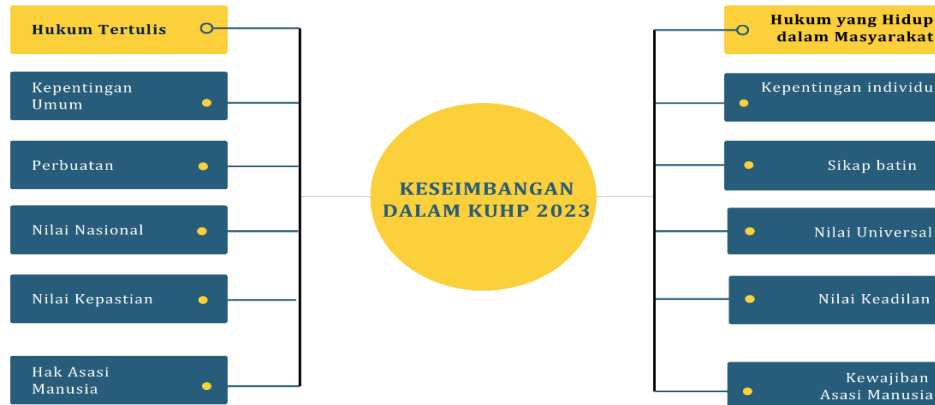 Hukum Tertulis
Kepentingan
Umum
Perbuatan
Nilai Nasional
Nilai Kepastian
Hak Asasi
Manusia
KESEIMBANGAN
DALAM KUHP 2023
Hukum yang Hidup
dalam Masyarakat
Kepentingan individu
Sikap batin
Nilai Universal
Nilai Keadilan
Kewajiban
Asasi Manusia